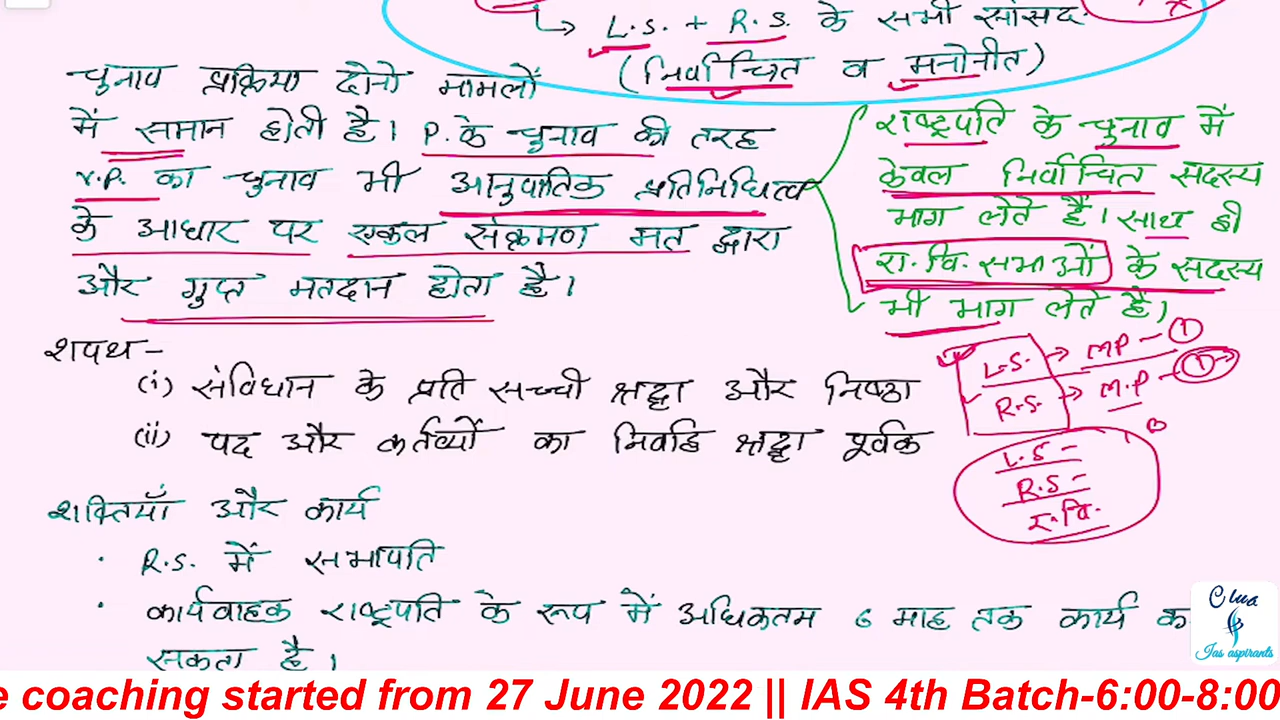 ↳ L.S. + R.S. के सभी सांसद
(निर्वाचित व मनोनीत)
चुनाव प्रक्रिया दोनो मामलों
में समान होती है। P. के चुनाव की तरह
V.P. का चुनाव भी आनुपातिक प्रतिनिधित्व
के आधार पर एकल संक्रमण मत द्वारा
और गुप्त मतदान होता है।
राष्ट्रपति के चुनाव में
केवल निर्वाचित सदस्य
भाग लेते हैं। साथ ही
रा. वि. सभाओं के सदस्य
भी भाग लेते हैं।
L.S. → MP - 1
R.S. → M.P - 1
L.S -
R.S -
रा. वि.
शपथ -
(i) संविधान के प्रति सच्ची श्रद्धा और निष्ठा
(ii) पद और कर्तव्यों का निर्वाह श्रद्धा पूर्वक
शक्तियाँ और कार्य
· R.S. में सभापति
· कार्यवाहक राष्ट्रपति के रूप में अधिकतम 6 माह तक कार्य क
सकता है।
Ias aspirants
e coaching started from 27 June 2022 || IAS 4th Batch-6:00-8:00